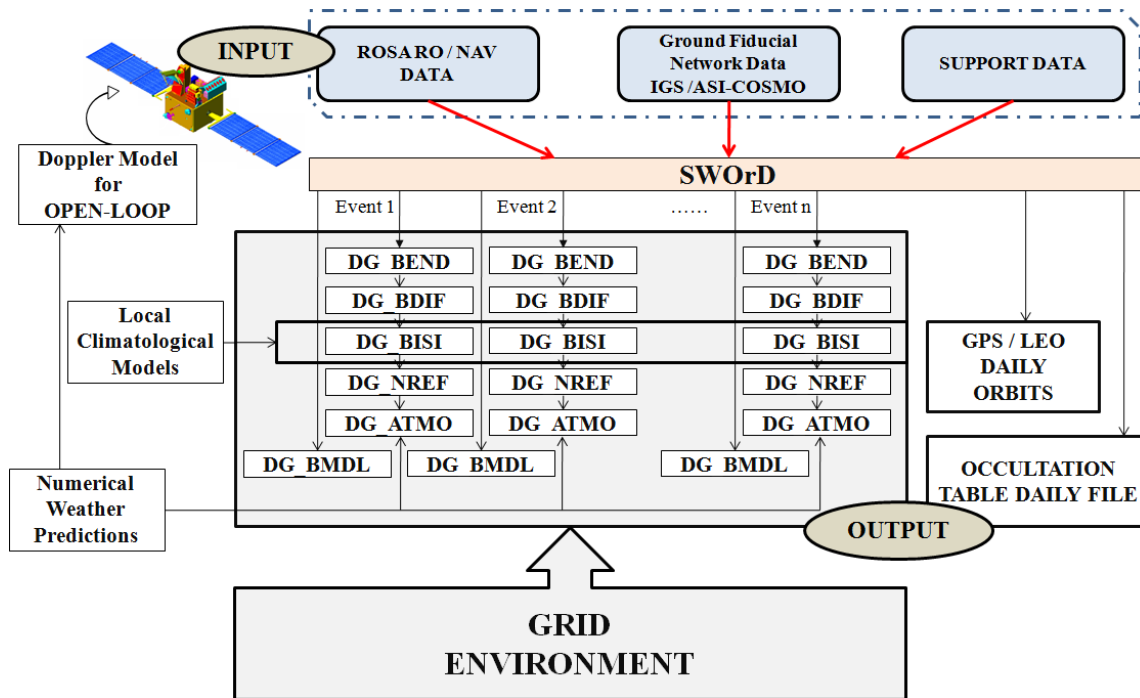 INPUT
ROSA RO / NAV
DATA
Ground Fiducial
Network Data
IGS /ASI-COSMO
SUPPORT DATA
Doppler Model
for
OPEN-LOOP
SWOrD
Event 1
Event 2
......
Event n
DG_BEND
DG_BEND
DG_BEND
DG_BDIF
DG_BDIF
DG_BDIF
Local
Climatological
Models
DG_BISI
DG_BISI
DG_BISI
GPS / LEO
DAILY
ORBITS
DG_NREF
DG_NREF
DG_NREF
DG_ATMO
DG_ATMO
DG_ATMO
DG_BMDL
DG_BMDL
DG_BMDL
Numerical
Weather
Predictions
OCCULTATION
TABLE DAILY FILE
OUTPUT
GRID
ENVIRONMENT